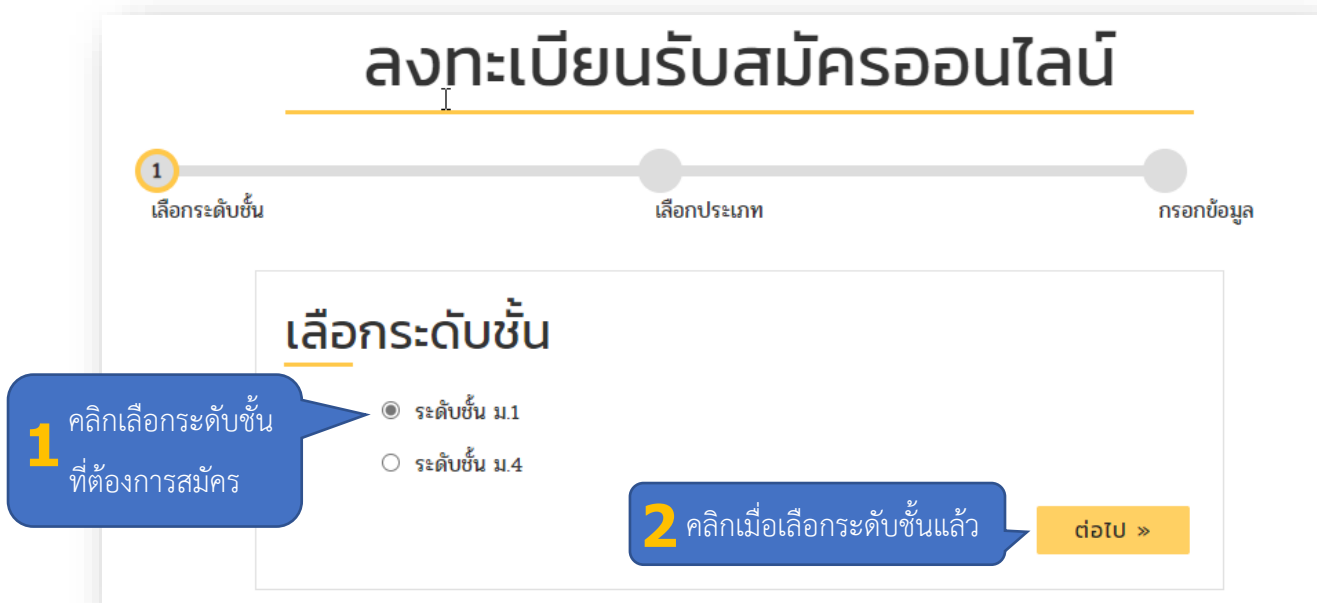 ลงทะเบียนรับสมัครออนไลน์
1
เลือกระดับชั้น
เลือกประเภท
กรอกข้อมูล
เลือกระดับชั้น
1 คลิกเลือกระดับชั้น
ที่ต้องการสมัคร
ระดับชั้น ม.1
ระดับชั้น ม.4
2 คลิกเมื่อเลือกระดับชั้นแล้ว
ต่อไป »